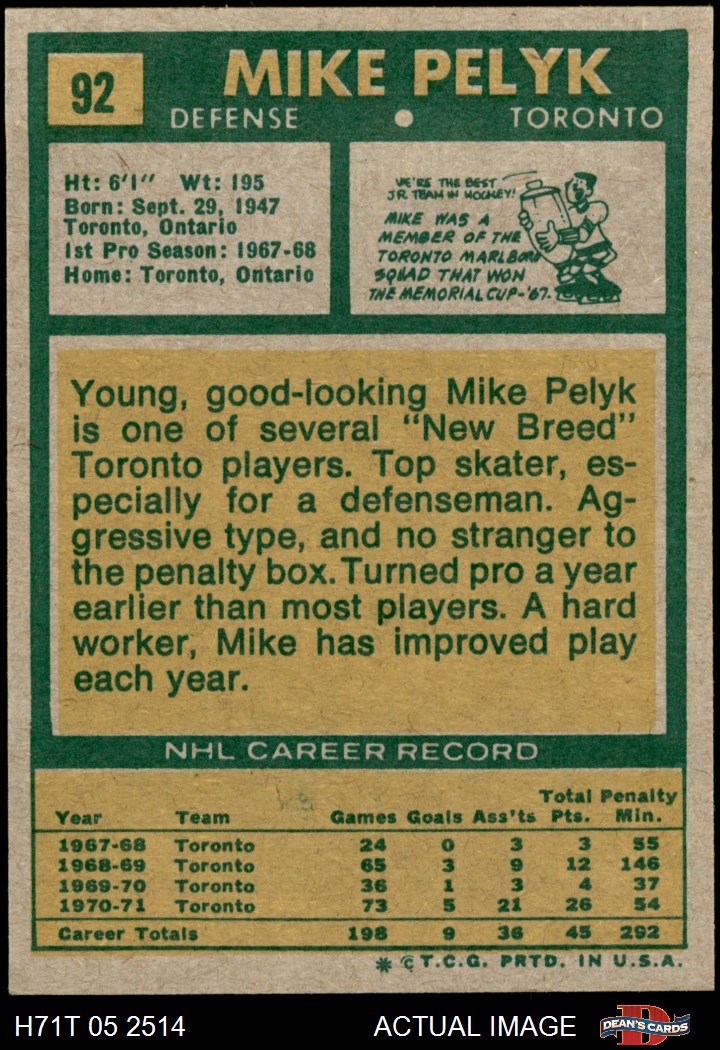 92
MIKE PELYK
DEFENSE • TORONTO
Ht: 6'1" Wt: 195
Born: Sept. 29, 1947
Toronto, Ontario
1st Pro Season: 1967-68
Home: Toronto, Ontario
WE'RE THE BEST
JR. TEAM IN HOCKEY!
MIKE WAS A
MEMBER OF THE
TORONTO MARLBORO
SQUAD THAT WON
THE MEMORIAL CUP-'67.
Young, good-looking Mike Pelyk
is one of several "New Breed"
Toronto players. Top skater, es-
pecially for a defenseman. Ag-
gressive type, and no stranger to
the penalty box. Turned pro a year
earlier than most players. A hard
worker, Mike has improved play
each year.
NHL CAREER RECORD
Year Team Games Goals Ass'ts Total Pts. Penalty Min.
1967-68 Toronto 24 0 3 3 55
1968-69 Toronto 65 3 9 12 146
1969-70 Toronto 36 1 3 4 37
1970-71 Toronto 73 5 21 26 54
Career Totals 198 9 36 45 292
* © T.C.G. PRTD. IN U.S.A.
H71T 05 2514 ACTUAL IMAGE DEAN'S CARDS